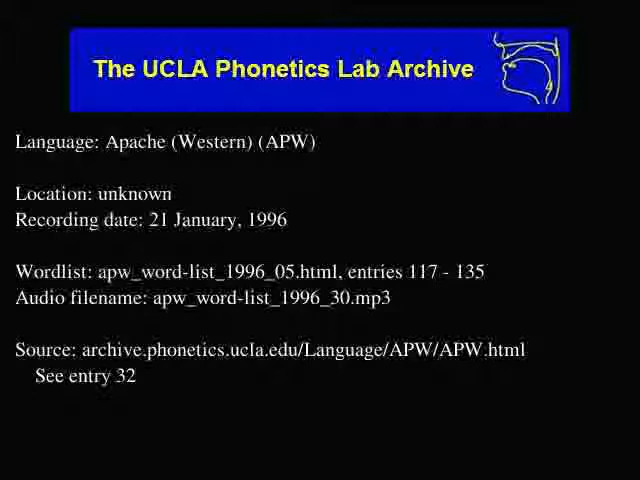 The UCLA Phonetics Lab Archive
Language: Apache (Western) (APW)
Location: unknown
Recording date: 21 January, 1996
Wordlist: apw_word-list_1996_05.html, entries 117 - 135
Audio filename: apw_word-list_1996_30.mp3
Source: archive.phonetics.ucla.edu/Language/APW/APW.html
See entry 32